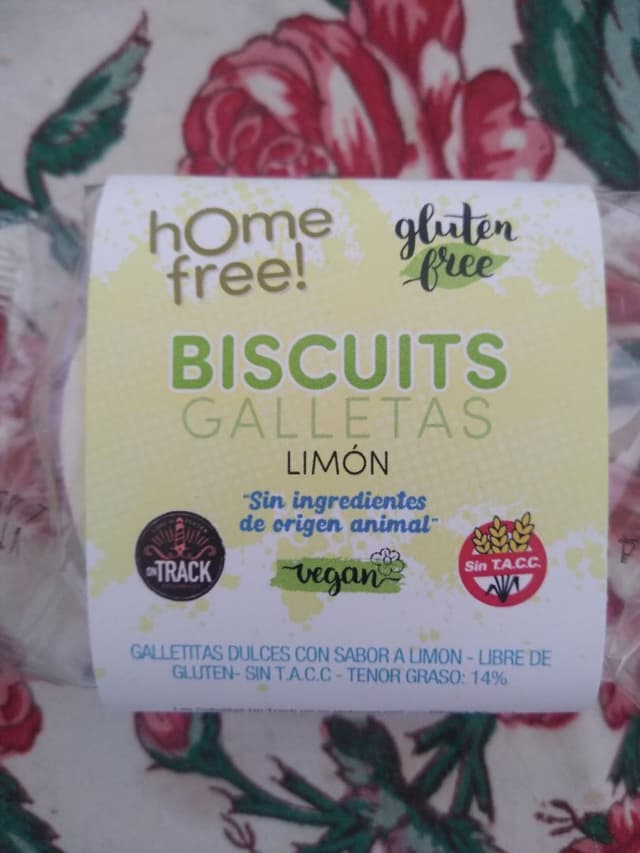 hOme
free!
gluten
free
BISCUITS
GALLETAS
LIMÓN
"Sin ingredientes
de origen animal"
TRACK
vegan
Sin T.A.C.C.
GALLETITAS DULCES CON SABOR A LIMON - LIBRE DE
GLUTEN- SIN T.A.C.C - TENOR GRASO: 14%